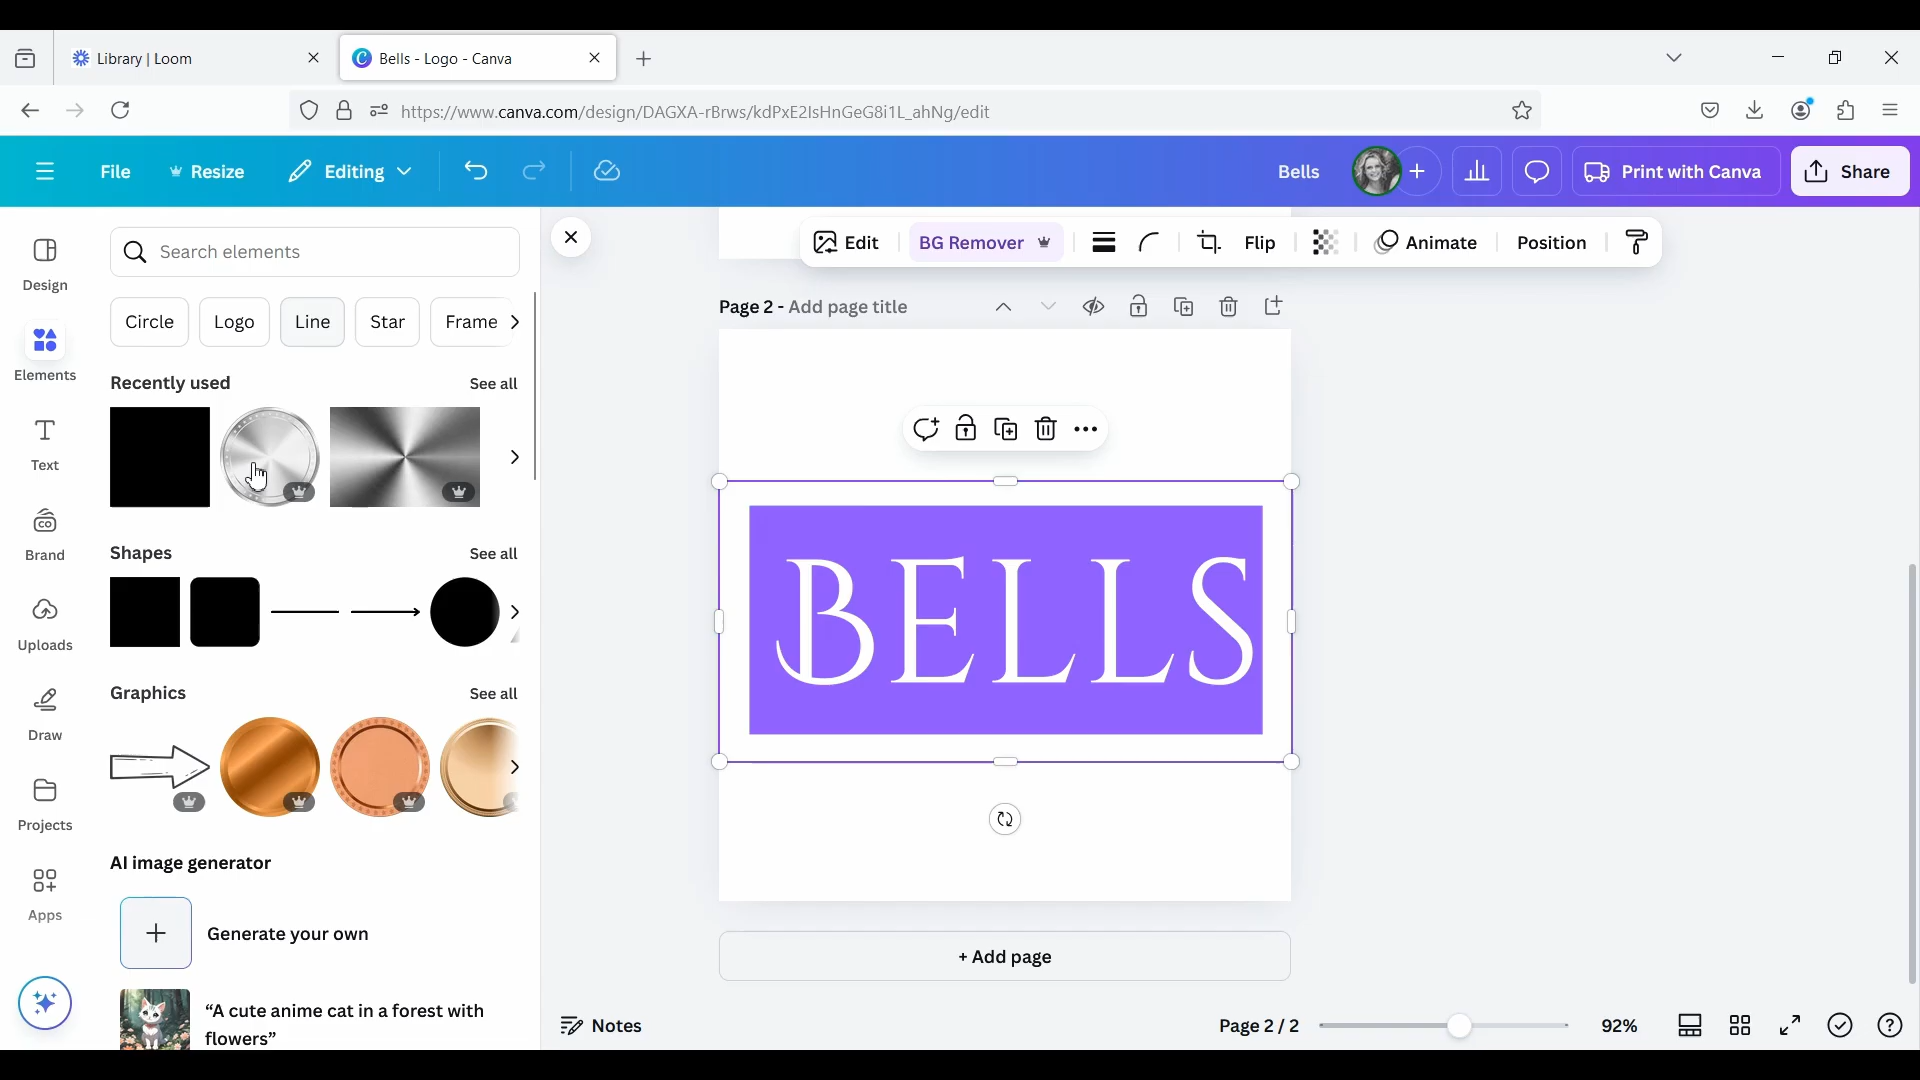 Library | Loom
Bells - Logo - Canva
https://www.canva.com/design/DAGXA-rBrws/kdPxE2IsHnGeG8i1L_ahNg/edit
File
Resize
Editing
Bells
Print with Canva
Share
Design
Elements
Text
Brand
Uploads
Draw
Projects
Apps
Search elements
Circle
Logo
Line
Star
Frame
Recently used
See all
Shapes
See all
Graphics
See all
AI image generator
Generate your own
“A cute anime cat in a forest with
flowers”
Edit
BG Remover
Flip
Animate
Position
Page 2 - Add page title
BELLS
+ Add page
Notes
Page 2 / 2
92%